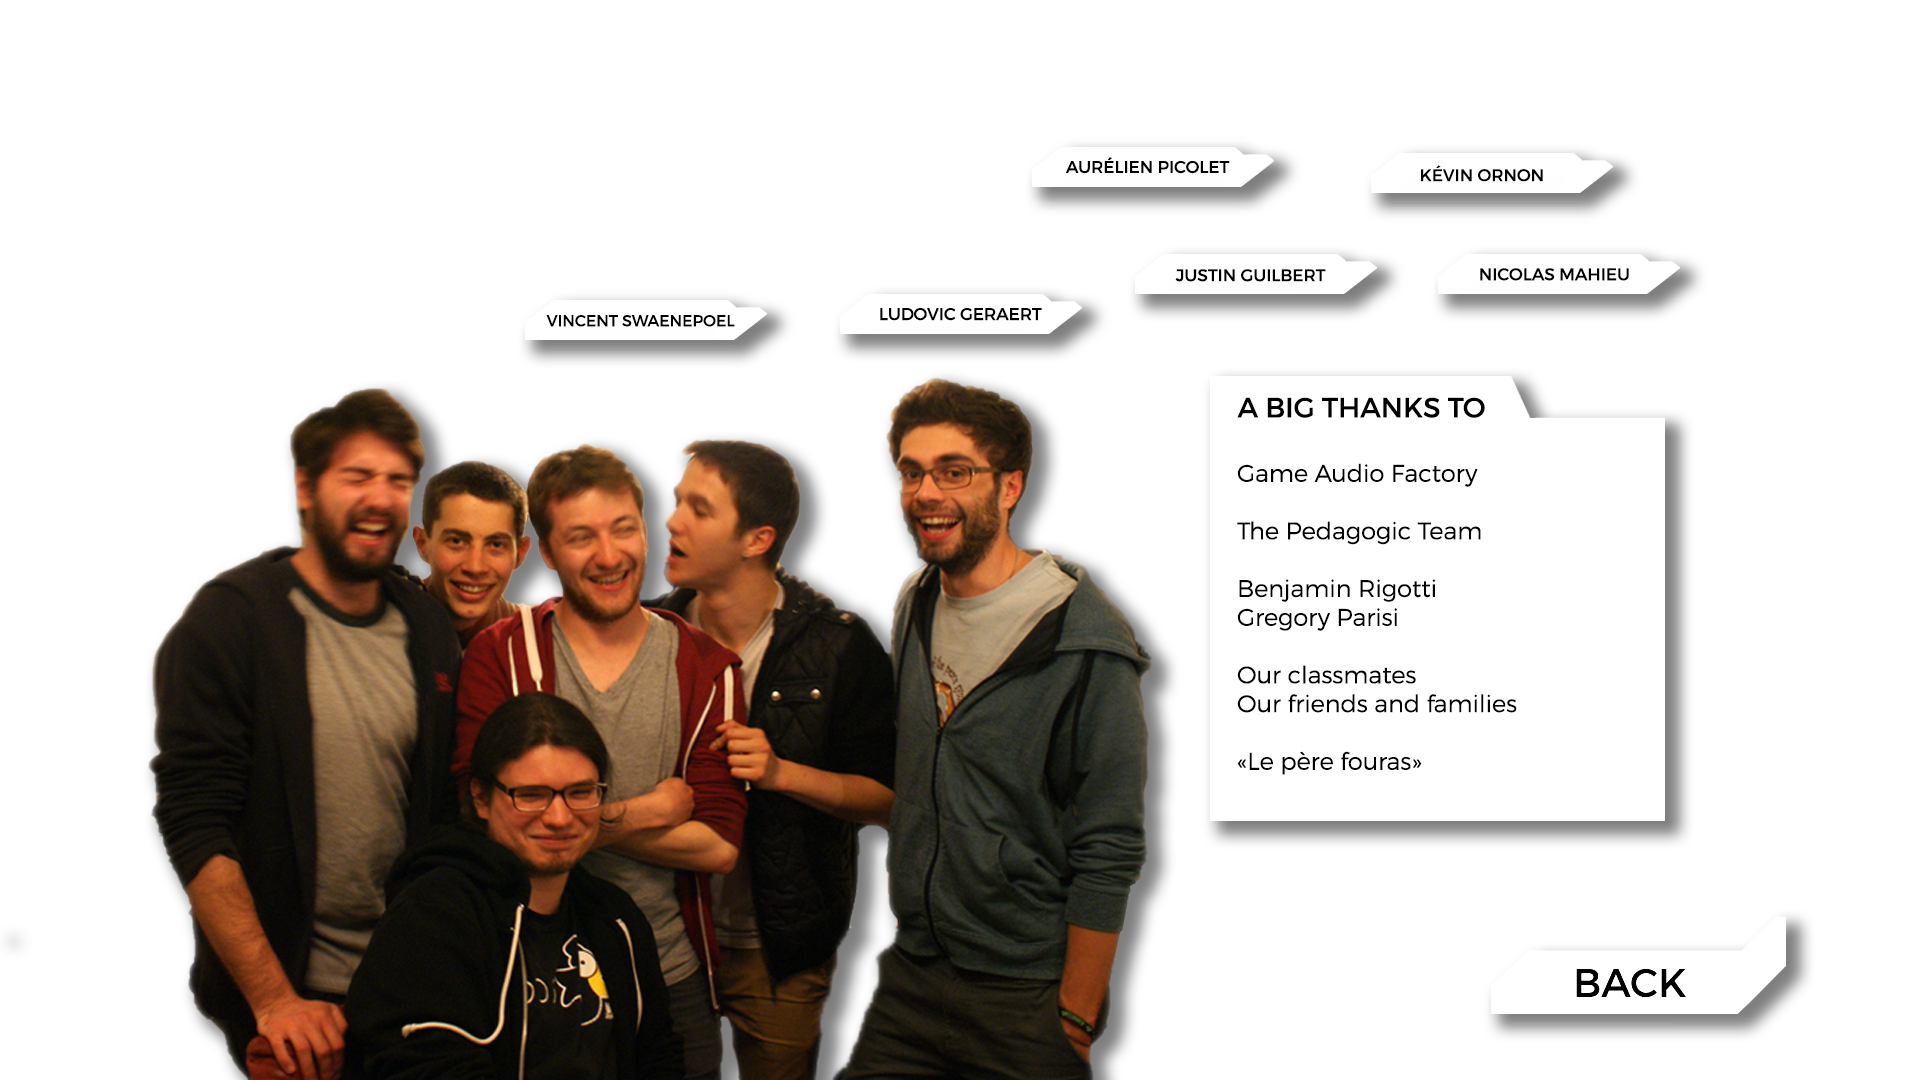 AURÉLIEN PICOLET
KÉVIN ORNON
JUSTIN GUILBERT
NICOLAS MAHIEU
VINCENT SWAENEPOEL
LUDOVIC GERAERT
A BIG THANKS TO
Game Audio Factory
The Pedagogic Team
Benjamin Rigotti
Gregory Parisi
Our classmates
Our friends and families
«Le père fouras»
BACK